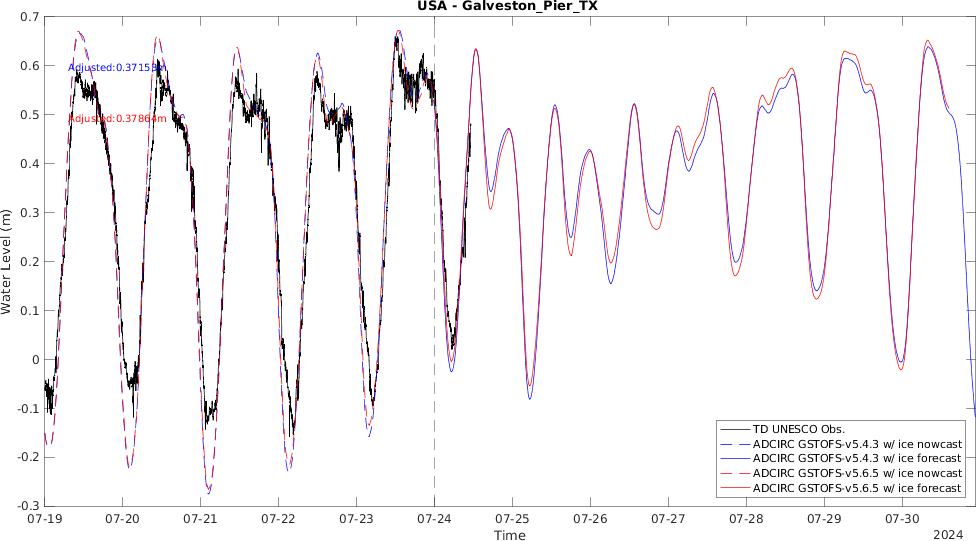 USA - Galveston_Pier_TX
0.7
0.6
0.5
0.4
0.3
0.2
0.1
0
-0.1
-0.2
-0.3
Water Level (m)
Adjusted:0.37153m
Adjusted:0.37864m
TD UNESCO Obs.
ADCIRC GSTOFS-v5.4.3 w/ ice nowcast
ADCIRC GSTOFS-v5.4.3 w/ ice forecast
ADCIRC GSTOFS-v5.6.5 w/ ice nowcast
ADCIRC GSTOFS-v5.6.5 w/ ice forecast
07-19 07-20 07-21 07-22 07-23 07-24 07-25 07-26 07-27 07-28 07-29 07-30
Time
2024